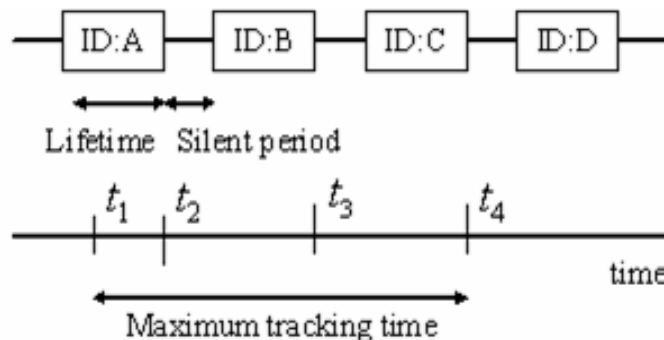 ID:A ID:B ID:C ID:D
Lifetime Silent period
t1 t2 t3 t4
time
Maximum tracking time